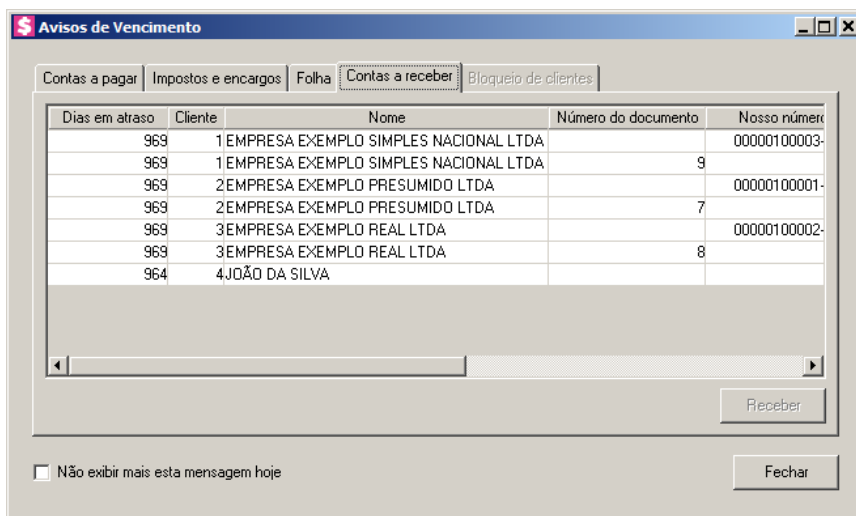 Avisos de Vencimento
Contas a pagar Impostos e encargos Folha Contas a receber Bloqueio de clientes
Dias em atraso Cliente Nome Número do documento Nosso número
969 1 EMPRESA EXEMPLO SIMPLES NACIONAL LTDA 00000100003-
969 1 EMPRESA EXEMPLO SIMPLES NACIONAL LTDA 9
969 2 EMPRESA EXEMPLO PRESUMIDO LTDA 00000100001-
969 2 EMPRESA EXEMPLO PRESUMIDO LTDA 7
969 3 EMPRESA EXEMPLO REAL LTDA 00000100002-
969 3 EMPRESA EXEMPLO REAL LTDA 8
964 4 JOÃO DA SILVA
Receber
Não exibir mais esta mensagem hoje Fechar